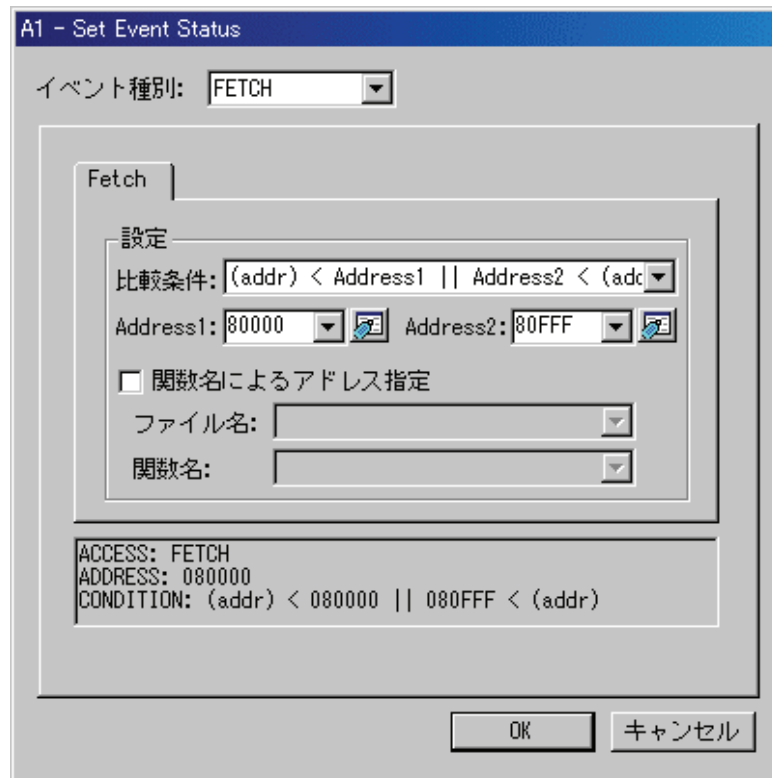 A1 - Set Event Status
イベント種別: FETCH
Fetch
設定
比較条件: (addr) < Address1 || Address2 < (adc
Address1: 80000 Address2: 80FFF
関数名によるアドレス指定
ファイル名:
関数名:
ACCESS: FETCH
ADDRESS: 080000
CONDITION: (addr) < 080000 || 080FFF < (addr)
OK キャンセル